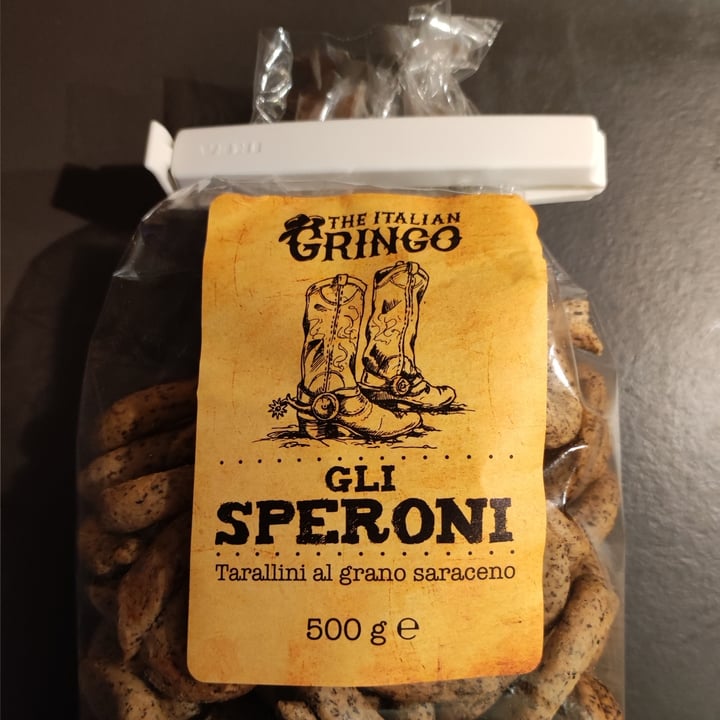 THE ITALIAN
GRINGO
GLI
SPERONI
Tarallini al grano saraceno
500 g ℮